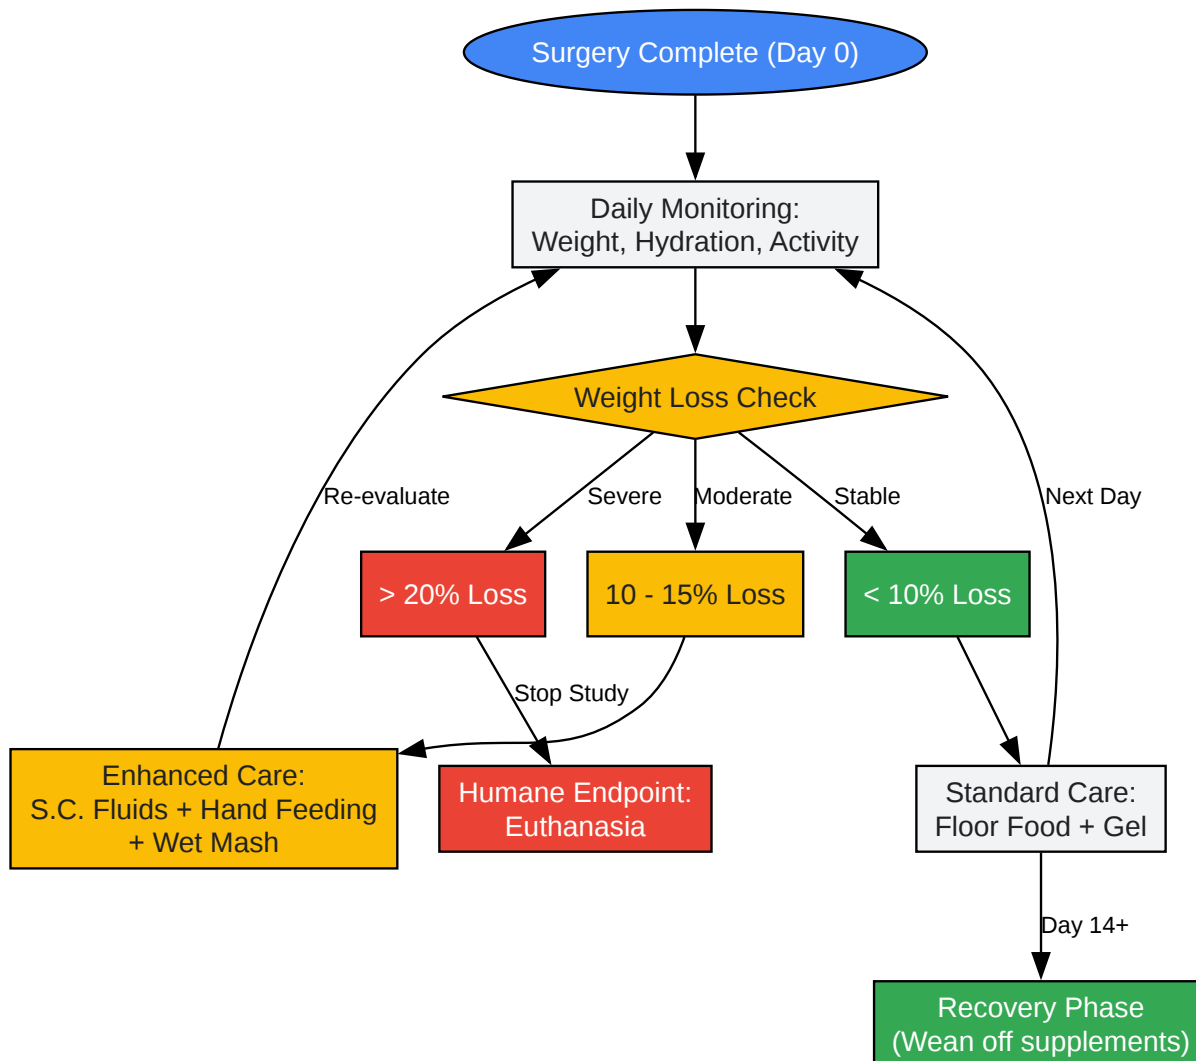 Surgery Complete (Day 0)
Daily Monitoring:
Weight, Hydration, Activity
Weight Loss Check
Re-evaluate
Severe
Moderate
Stable
Next Day
> 20% Loss
10 - 15% Loss
< 10% Loss
Stop Study
Enhanced Care:
S.C. Fluids + Hand Feeding
+ Wet Mash
Humane Endpoint:
Euthanasia
Standard Care:
Floor Food + Gel
Day 14+
Recovery Phase
(Wean off supplements)